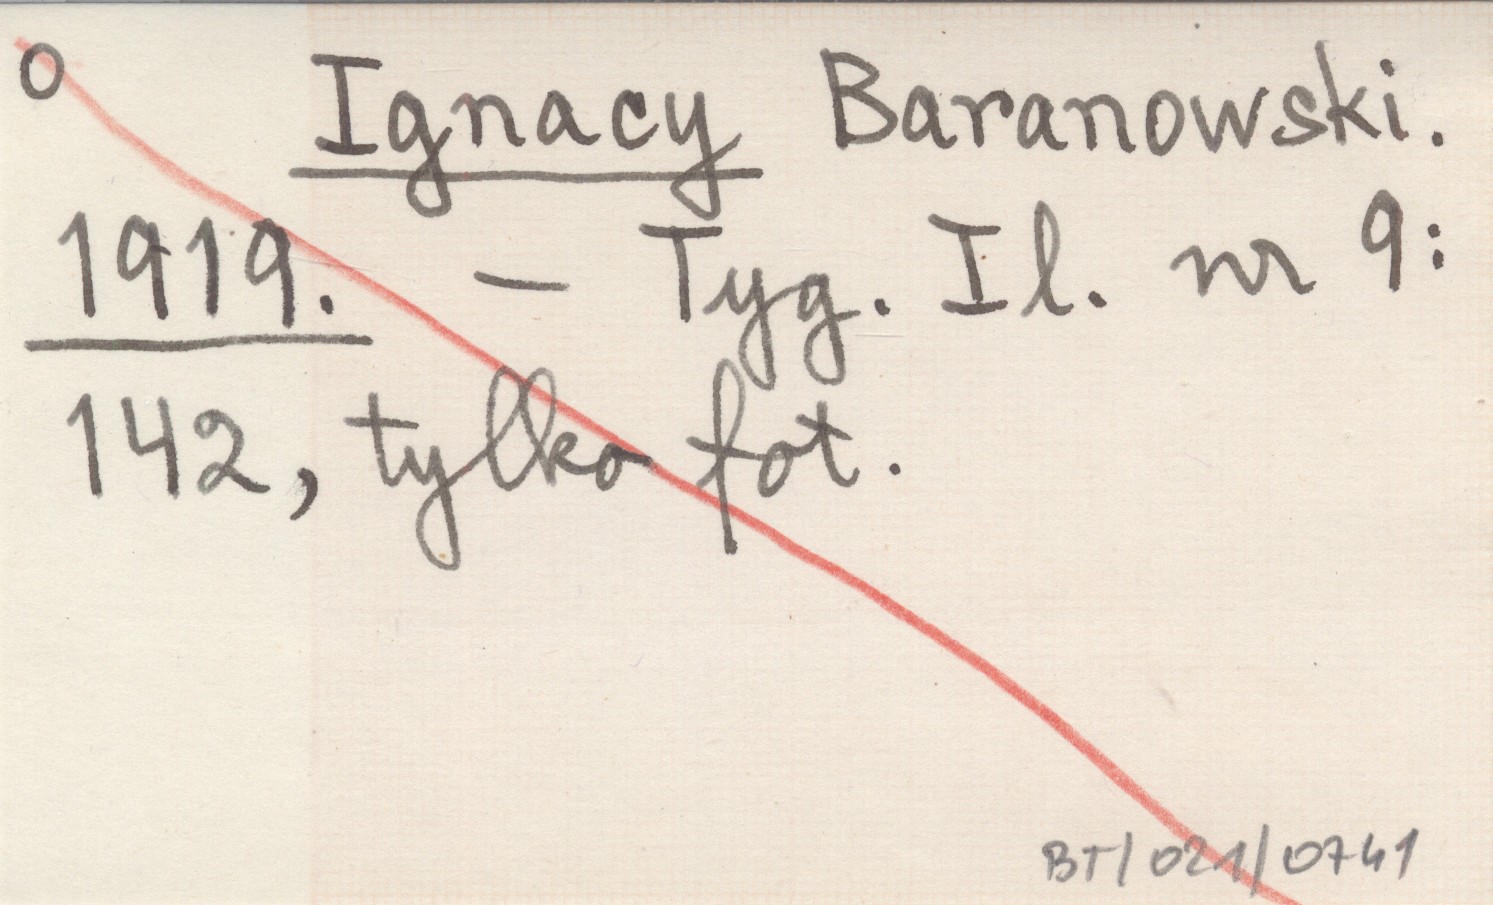 O Ignacy Baranowski.
1919. – Tyg. Il. nr 9:
142, tylko fot.
BT/021/0741